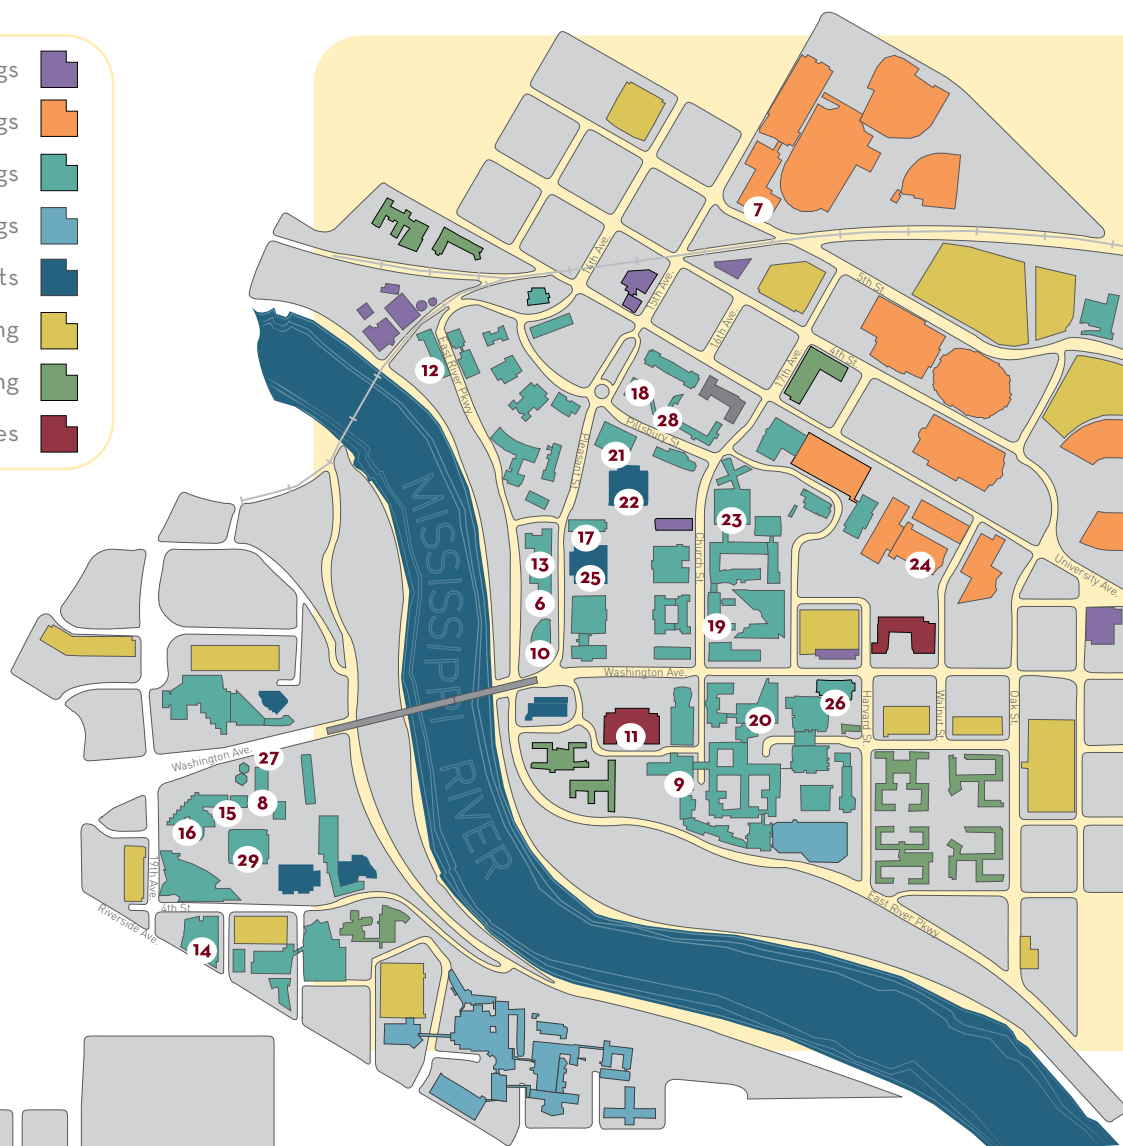 gs
gs
gs
gs
ts
ng
ng
es
7
14th Ave.
15th Ave.
5th St.
16th Ave.
4th St.
17th Ave.
East River Pkwy.
12
18
28
Pillsbury St.
21
Pleasant St.
22
MISSISSIPPI RIVER
23
17
Church St.
13
25
24
University Ave.
6
19
10
Washington Ave.
26
20
11
Harvard St.
Walnut St.
Oak St.
Washington Ave.
27
9
15
8
16
29
19th Ave.
4th St.
Riverside Ave.
14
East River Pkwy.